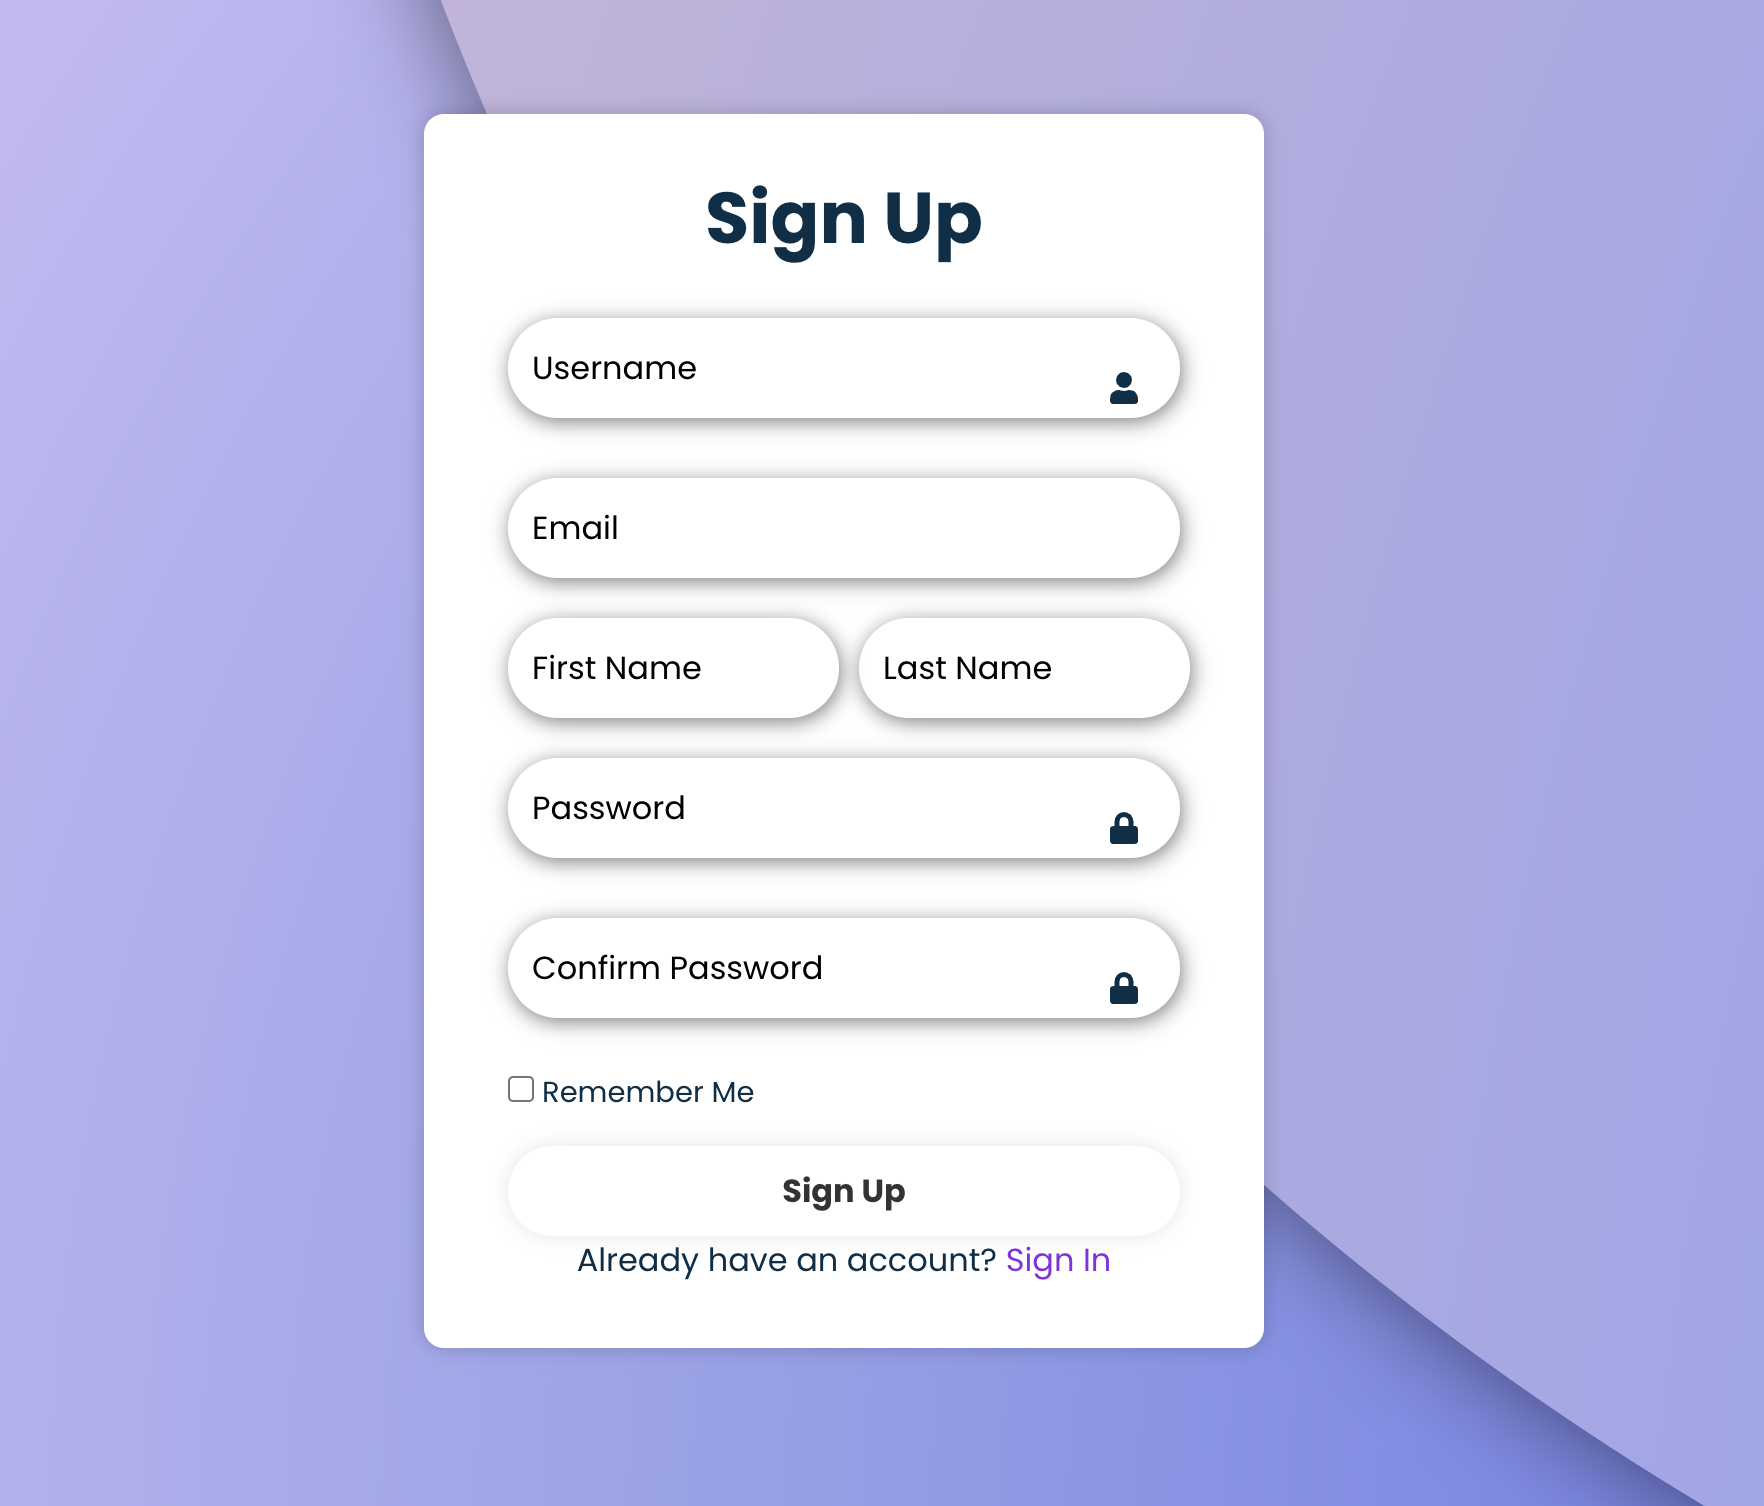 Sign Up
Username
Email
First Name Last Name
Password
Confirm Password
Remember Me
Sign Up
Already have an account? Sign In